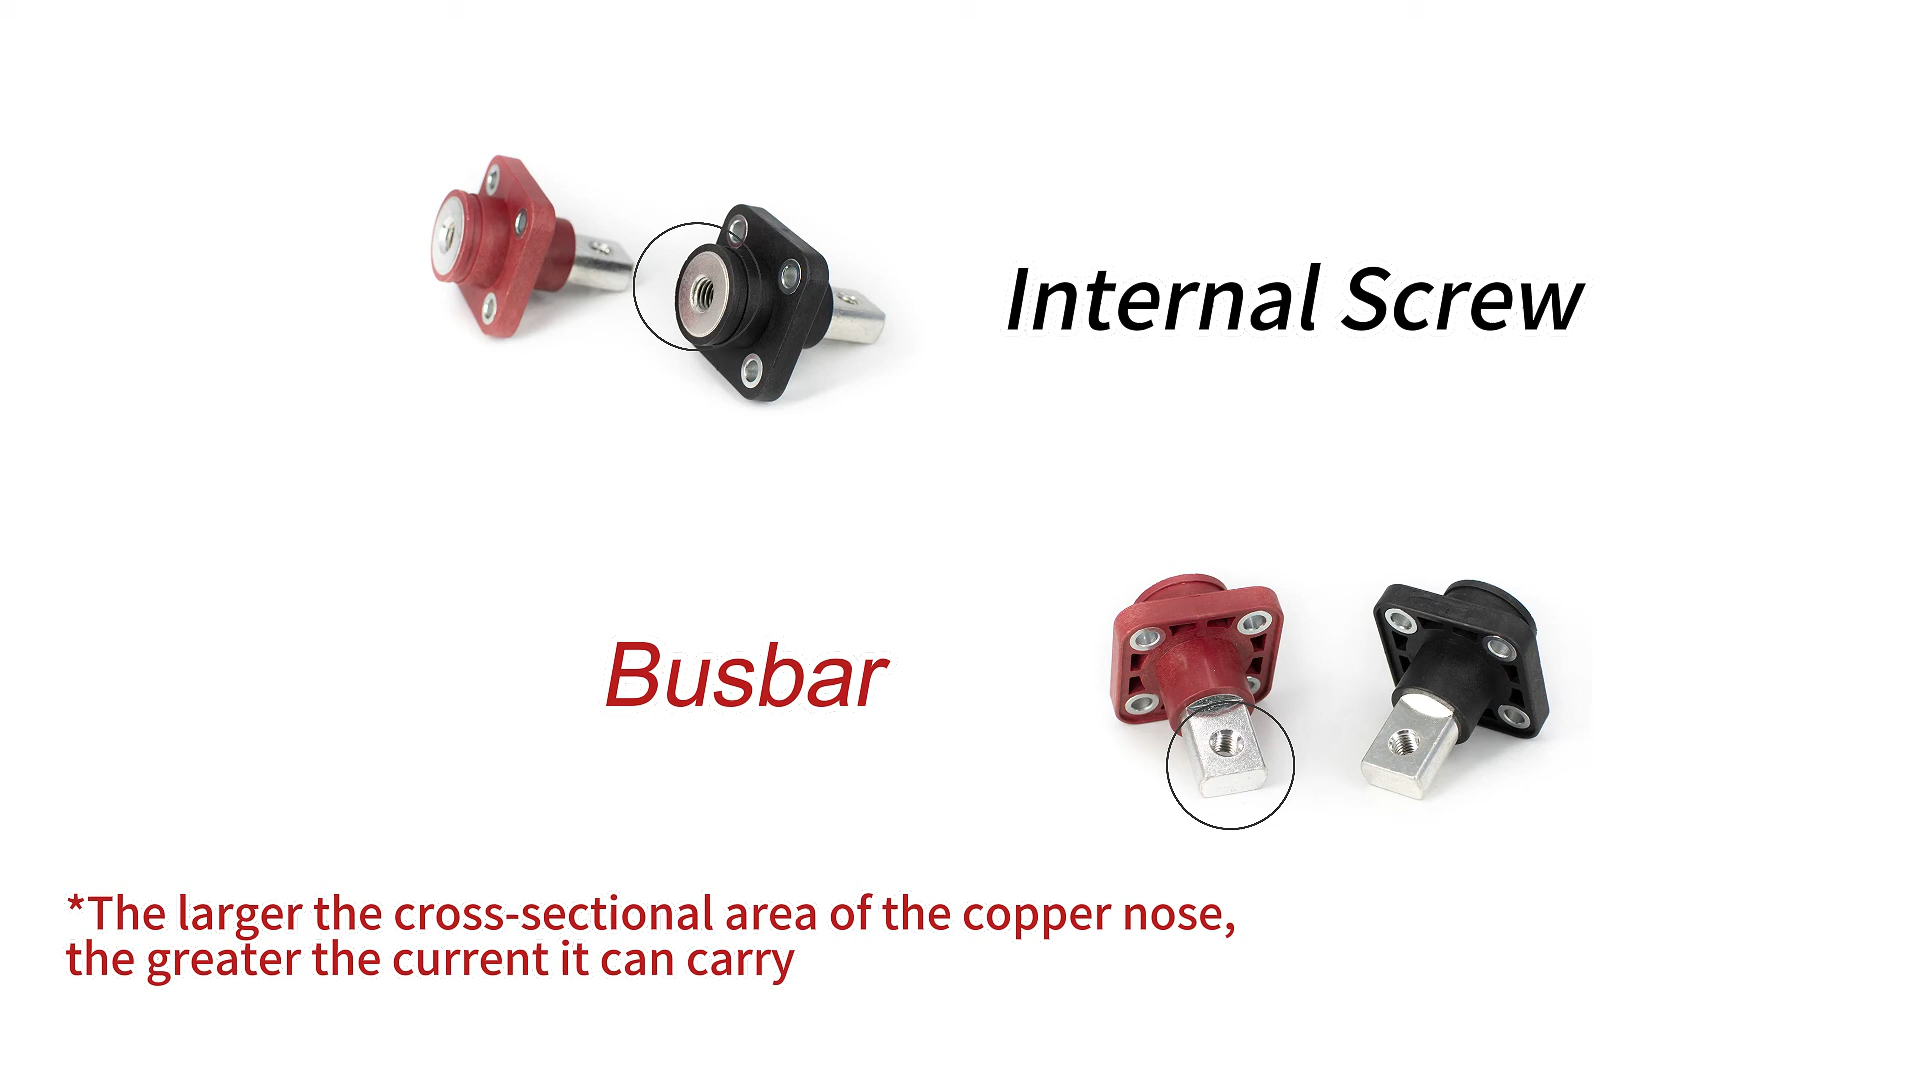 Internal Screw
Busbar
*The larger the cross-sectional area of the copper nose,
the greater the current it can carry